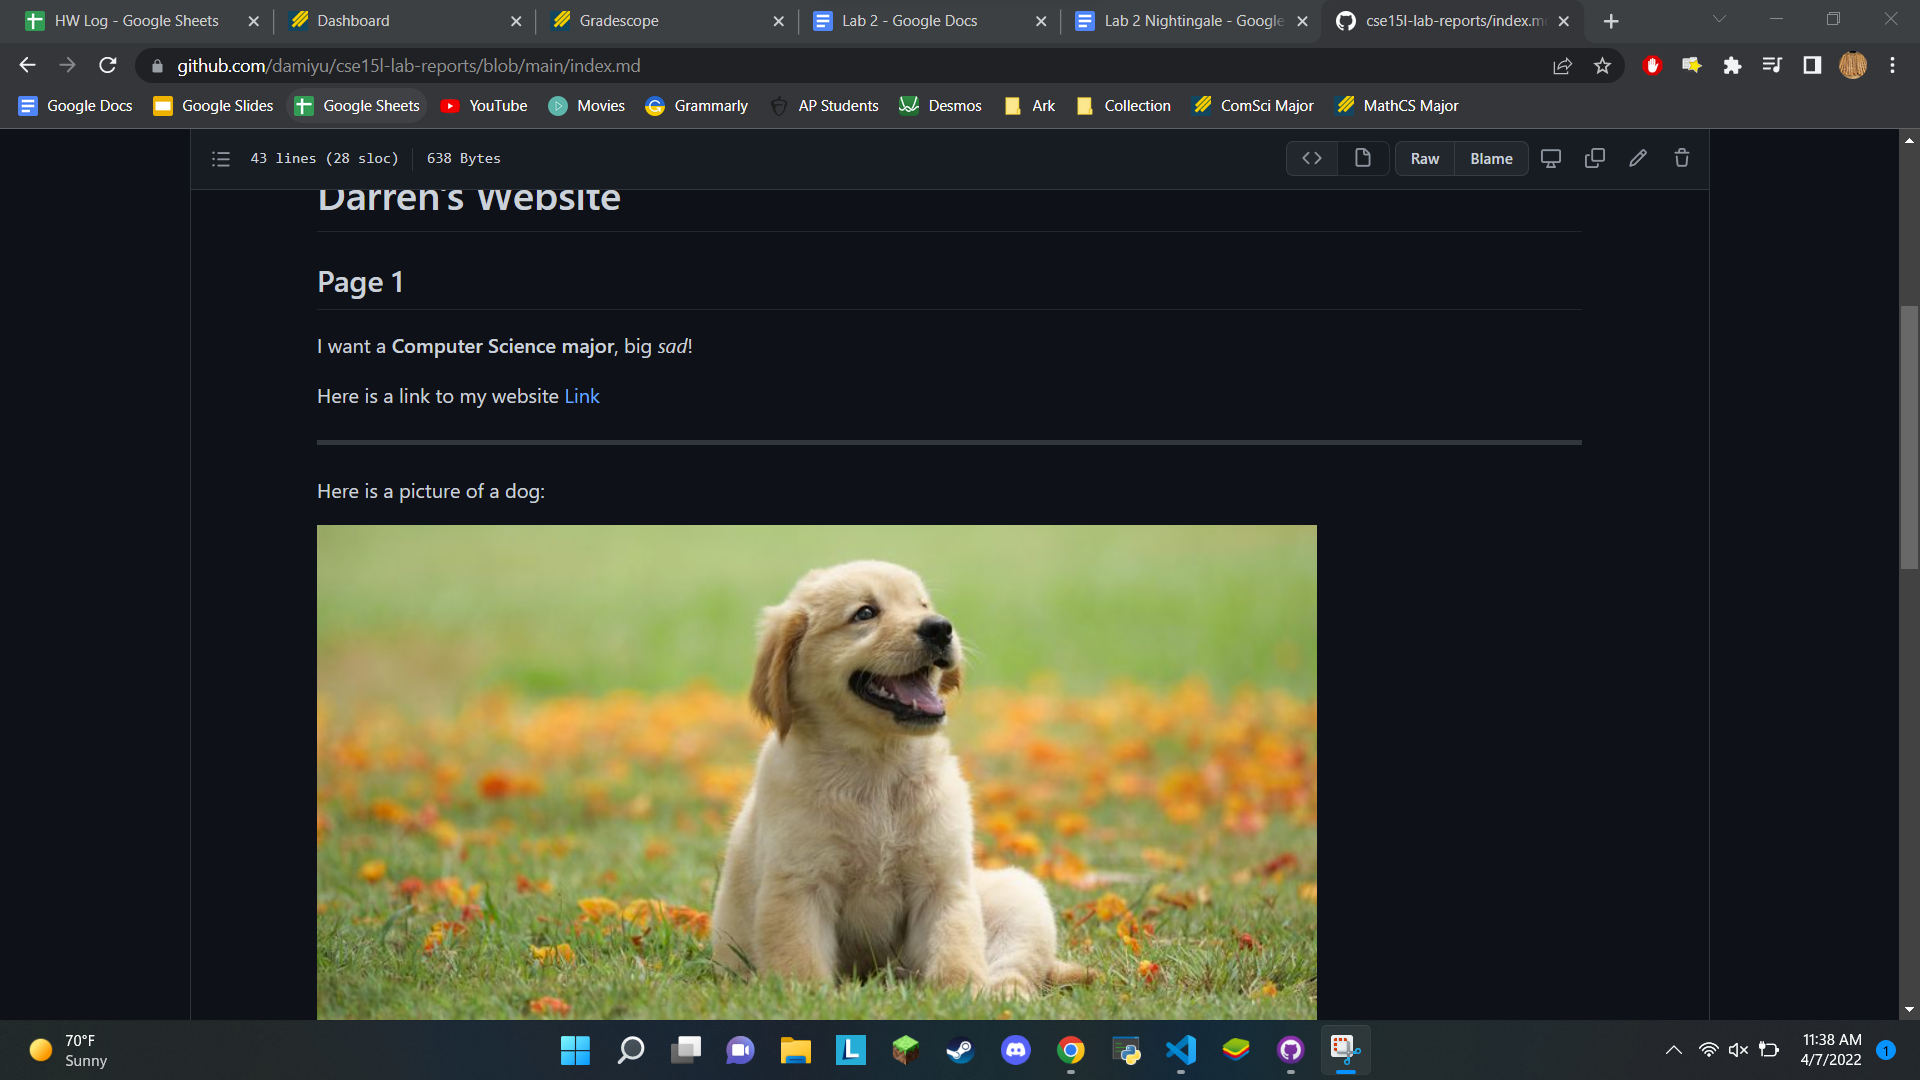 HW Log - Google Sheets
Dashboard
Gradescope
Lab 2 - Google Docs
Lab 2 Nightingale - Google
cse15l-lab-reports/index.m
github.com/damiyu/cse15l-lab-reports/blob/main/index.md
Google Docs
Google Slides
Google Sheets
YouTube
Movies
Grammarly
AP Students
Desmos
Ark
Collection
ComSci Major
MathCS Major
43 lines (28 sloc)
638 Bytes
Raw
Blame
Darren's Website
Page 1
I want a Computer Science major, big sad!
Here is a link to my website Link
Here is a picture of a dog:
70°F
Sunny
L
11:38 AM
4/7/2022
1